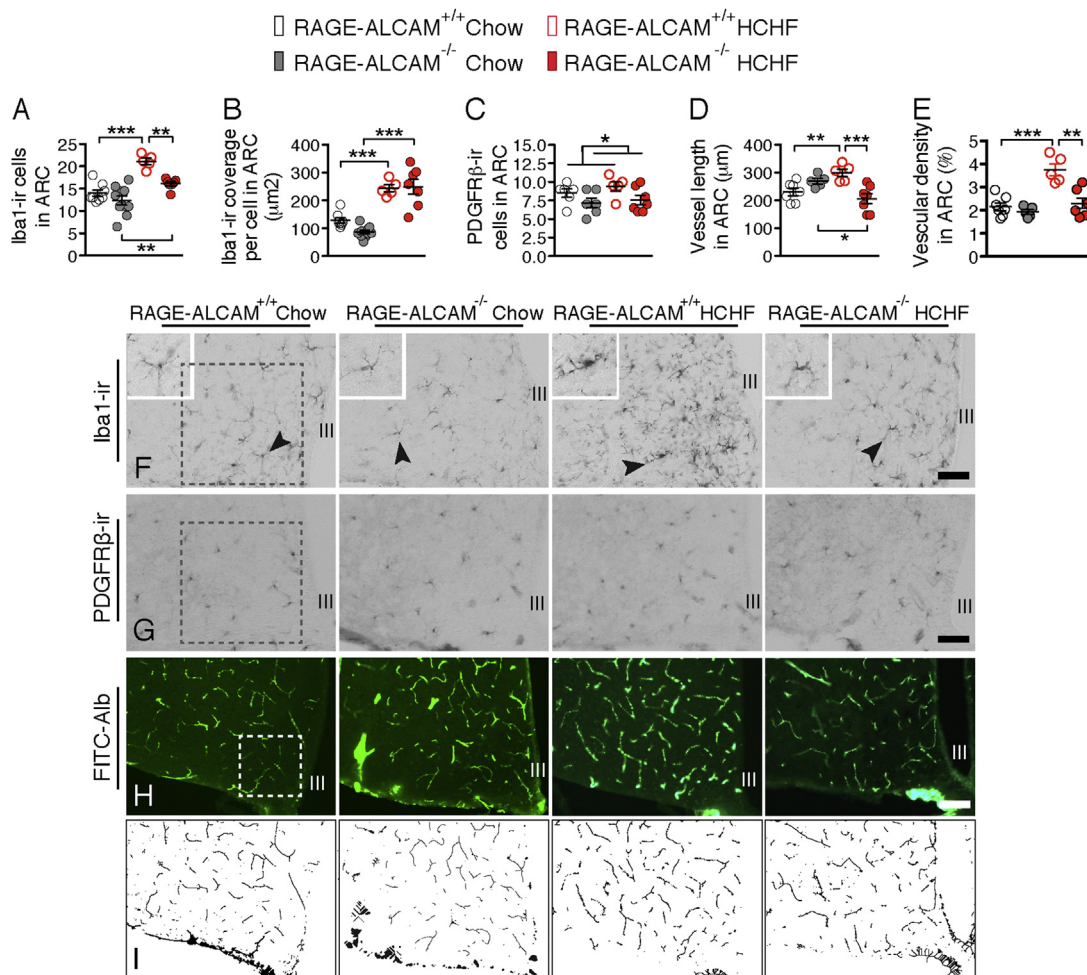 RAGE-ALCAM+/+ Chow RAGE-ALCAM+/+ HCHF
RAGE-ALCAM-/- Chow RAGE-ALCAM-/- HCHF
A
Iba1-ir cells
in ARC
25
20
15
10
5
0
***
**
**
B
Iba1-ir coverage
per cell in ARC
(μm2)
400
300
200
100
0
***
***
C
PDGFRβ-ir
cells in ARC
15.0
12.5
10.0
7.5
5.0
2.5
0.0
*
D
Vessel length
in ARC (μm)
400
300
200
100
0
**
***
*
E
Vescular density
in ARC (%)
5
4
3
2
1
0
***
**
RAGE-ALCAM+/+ Chow RAGE-ALCAM-/- Chow RAGE-ALCAM+/+ HCHF RAGE-ALCAM-/- HCHF
Iba1-ir
F
III
III
III
III
PDGFRβ-ir
G
III
III
III
III
FITC-Alb
H
III
III
III
III
I